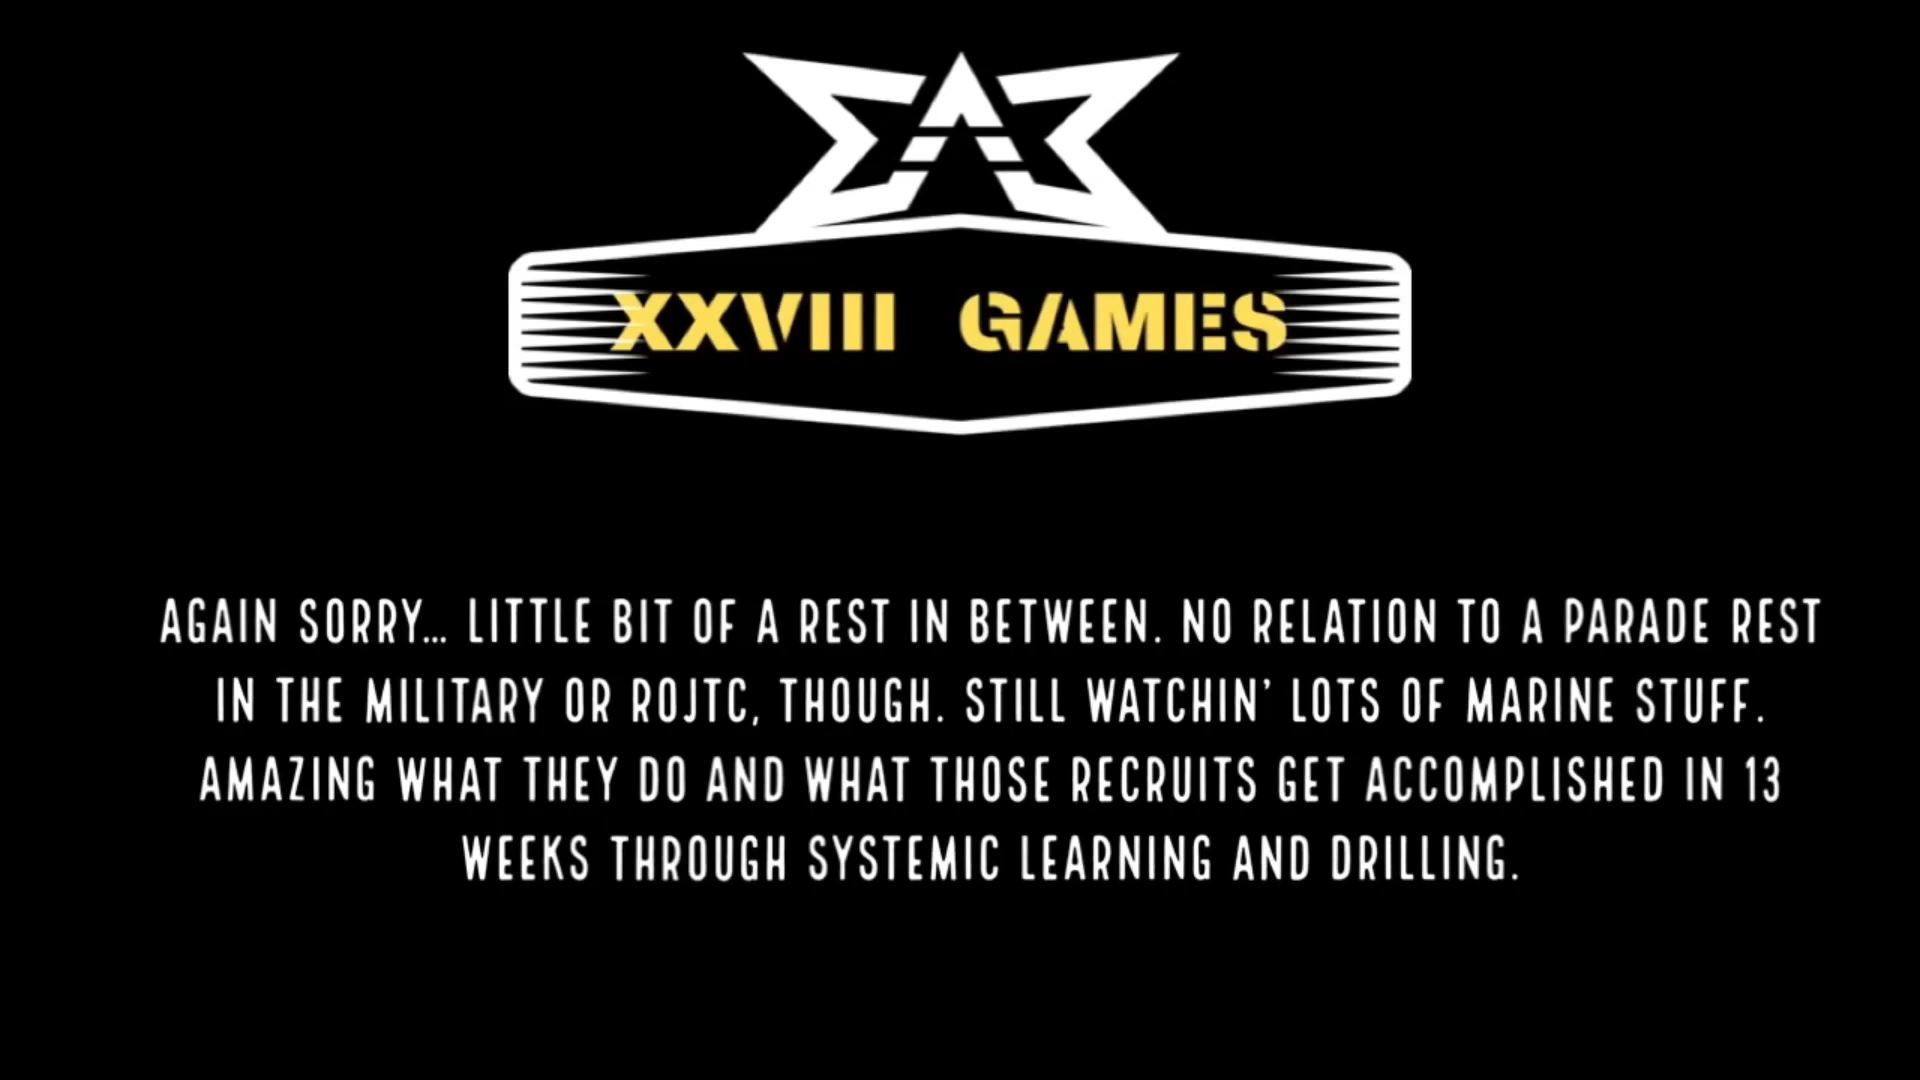 XXVIII GAMES
AGAIN SORRY... LITTLE BIT OF A REST IN BETWEEN. NO RELATION TO A PARADE REST
IN THE MILITARY OR ROJTC, THOUGH. STILL WATCHIN' LOTS OF MARINE STUFF.
AMAZING WHAT THEY DO AND WHAT THOSE RECRUITS GET ACCOMPLISHED IN 13
WEEKS THROUGH SYSTEMIC LEARNING AND DRILLING.